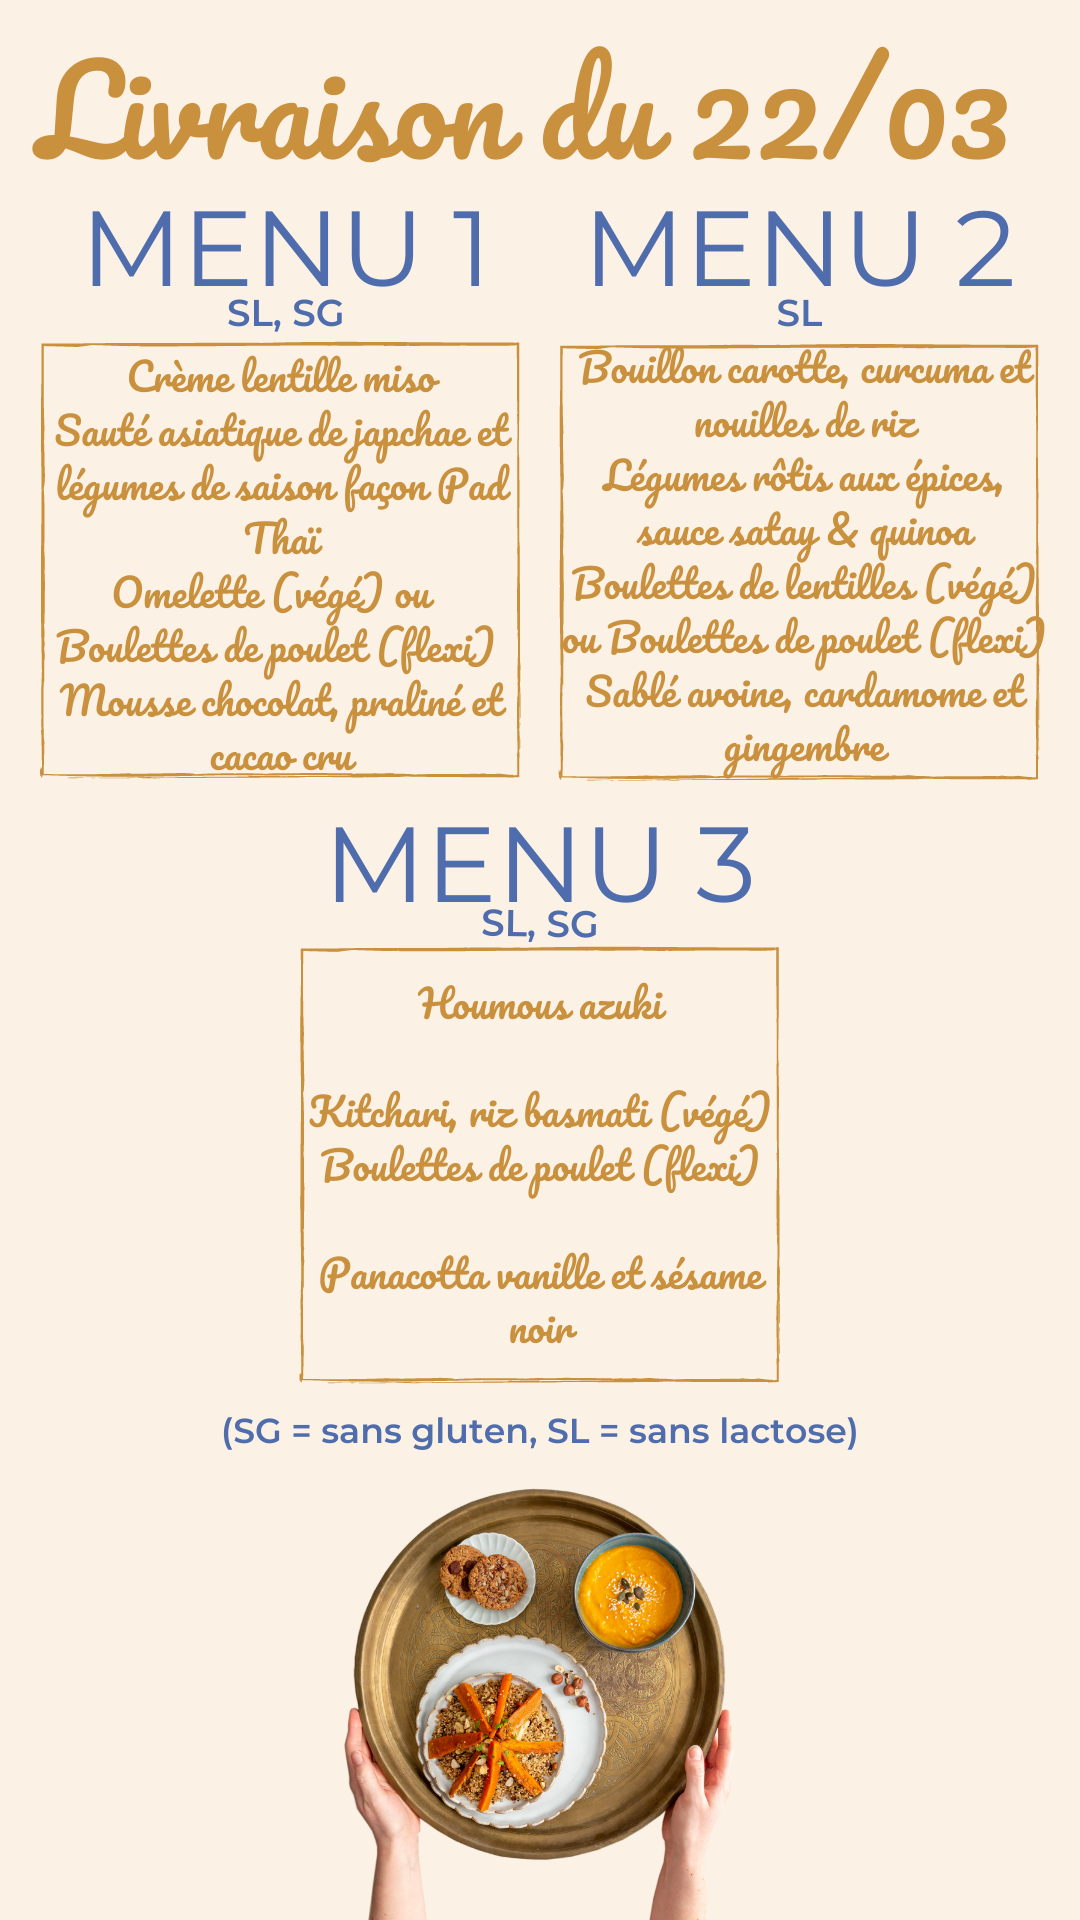 Livraison du 22/03
MENU 1
SL, SG
Crème lentille miso
Sauté asiatique de japchae et
légumes de saison façon Pad
Thaï
Omelette (végé) ou
Boulettes de poulet (flexi)
Mousse chocolat, praliné et
cacao cru
MENU 2
SL
Bouillon carotte, curcuma et
nouilles de riz
Légumes rôtis aux épices,
sauce satay & quinoa
Boulettes de lentilles (végé)
ou Boulettes de poulet (flexi)
Sablé avoine, cardamome et
gingembre
MENU 3
SL, SG
Houmous azuki
Kitchari, riz basmati (végé)
Boulettes de poulet (flexi)
Panacotta vanille et sésame
noir
(SG = sans gluten, SL = sans lactose)